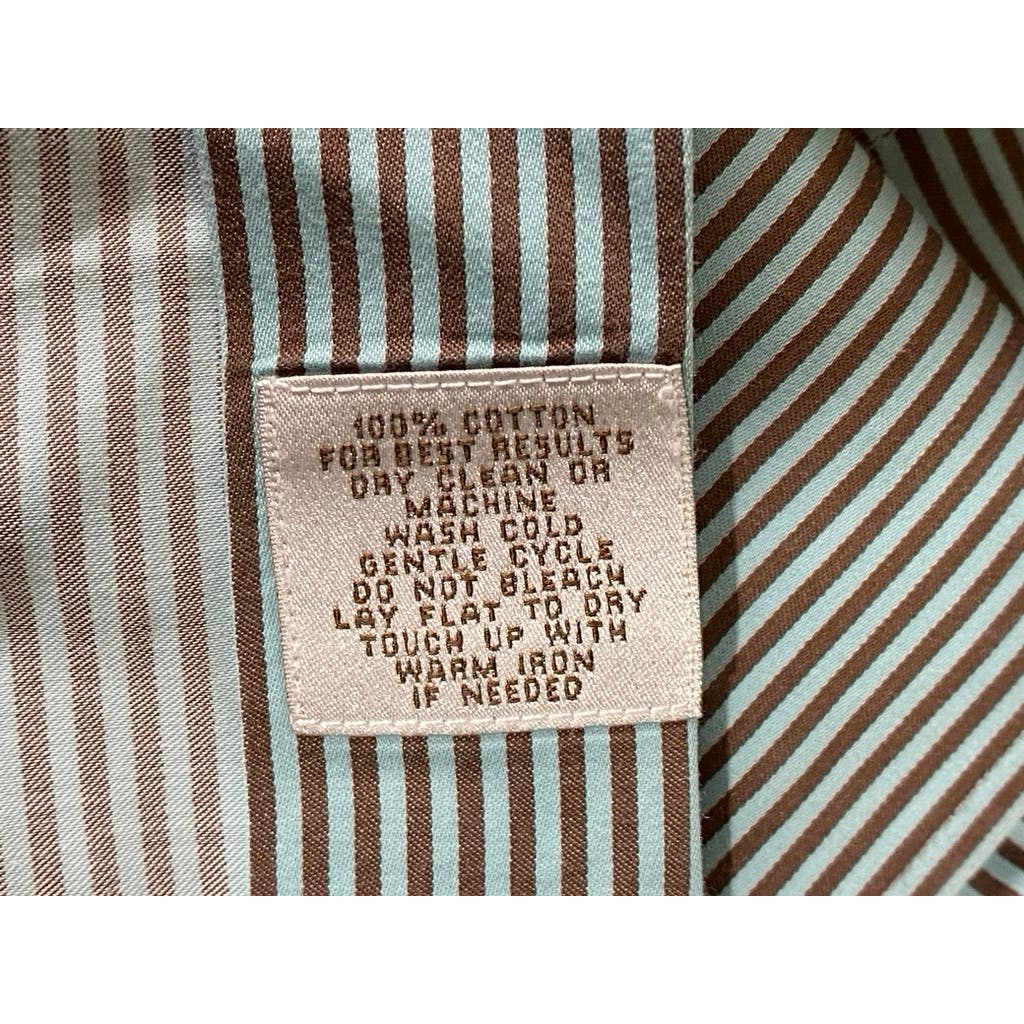 100% COTTON
FOR BEST RESULTS
DRY CLEAN OR
MACHINE
WASH COLD
GENTLE CYCLE
DO NOT BLEACH
LAY FLAT TO DRY
TOUCH UP WITH
WARM IRON
IF NEEDED